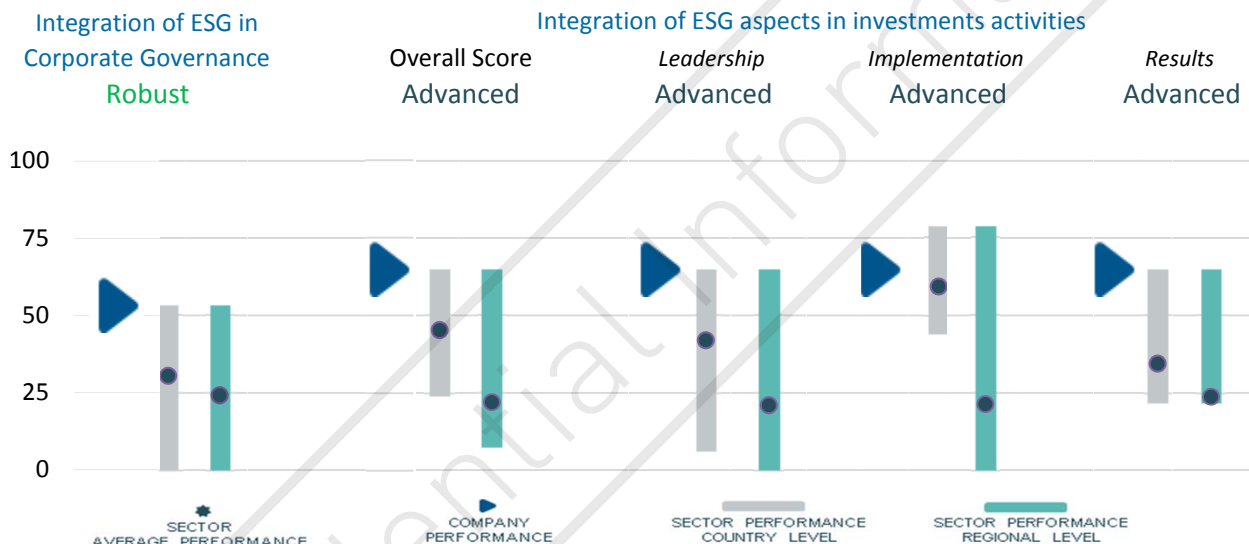 Integration of ESG in
Corporate Governance
Robust
Integration of ESG aspects in investments activities
Overall Score
Leadership
Implementation
Results
Advanced
Advanced
Advanced
Advanced
100
75
50
25
0
SECTOR
AVERAGE PERFORMANCE
COMPANY
PERFORMANCE
SECTOR PERFORMANCE
COUNTRY LEVEL
SECTOR PERFORMANCE
REGIONAL LEVEL